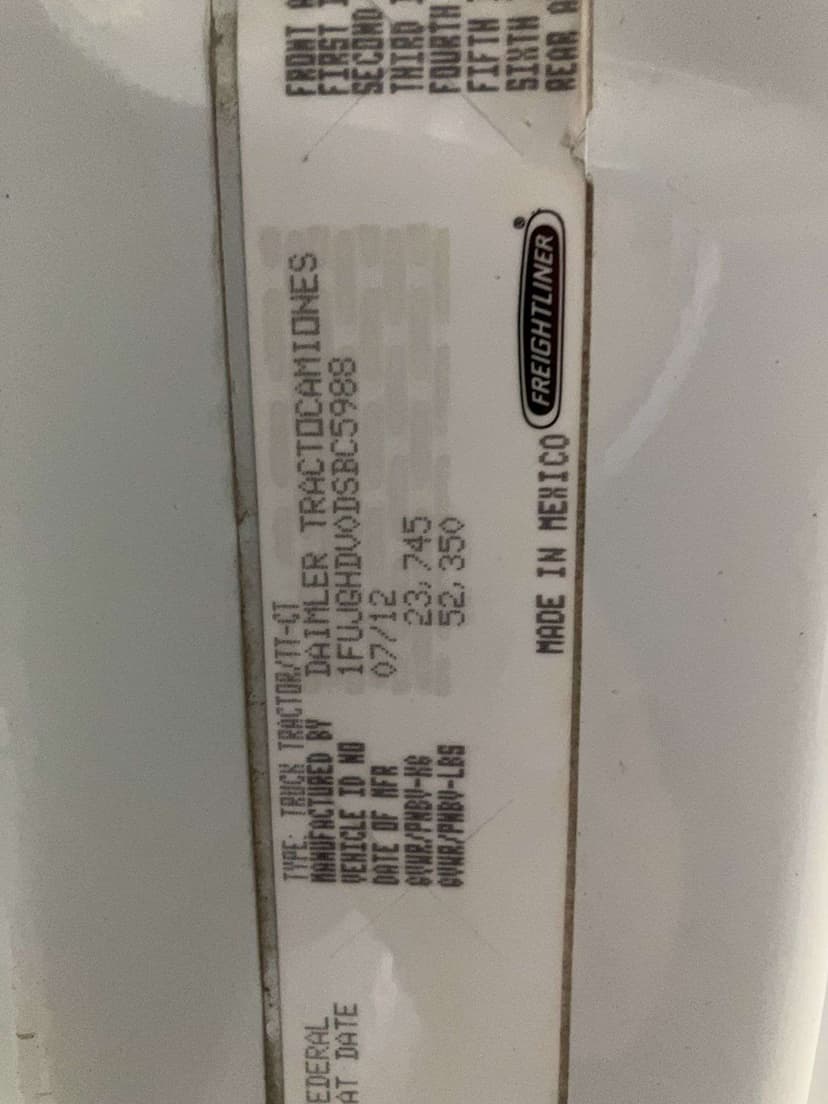 EDERAL
AT DATE
TYPE: TRUCK TRACTOR/TT-CT
MANUFACTURED BY DAIMLER TRACTOCAMIONES
VEHICLE ID NO 1FUJGHDV0DSBC5988
DATE OF MFR 07/12
GVWR/PNBV-KG 23,745
GVWR/PNBV-LBS 52,350
MADE IN MEXICO FREIGHTLINER®
FRONT A
FIRST
SECOND
THIRD
FOURTH
FIFTH
SIXTH
REAR A